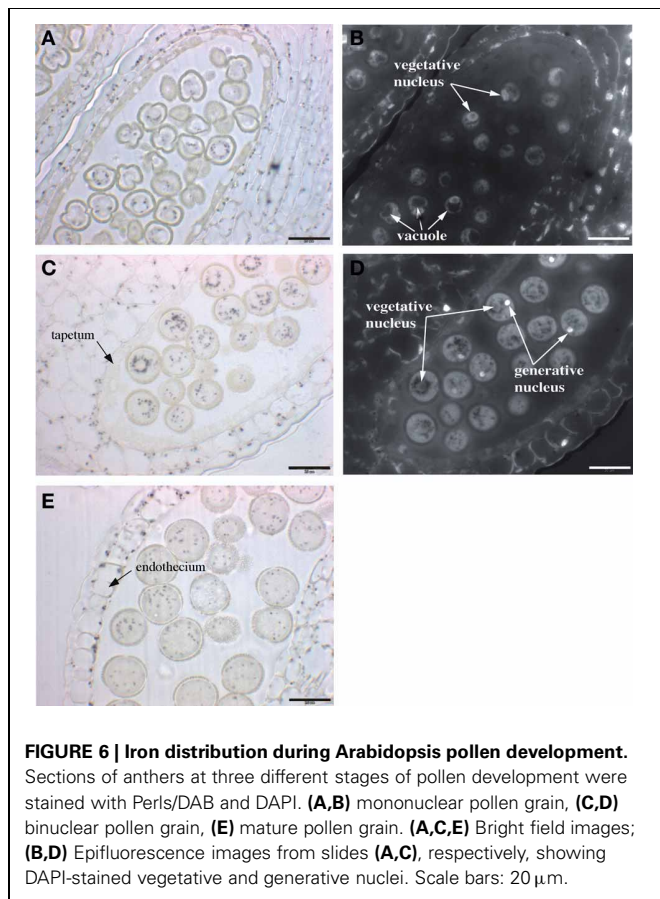 A
B
vegetative
nucleus
vacuole
C
tapetum
D
vegetative
nucleus
generative
nucleus
E
endothecium
FIGURE 6 | Iron distribution during Arabidopsis pollen development.
Sections of anthers at three different stages of pollen development were
stained with Perls/DAB and DAPI. (A,B) mononuclear pollen grain, (C,D)
binuclear pollen grain, (E) mature pollen grain. (A,C,E) Bright field images;
(B,D) Epifluorescence images from slides (A,C), respectively, showing
DAPI-stained vegetative and generative nuclei. Scale bars: 20 μm.